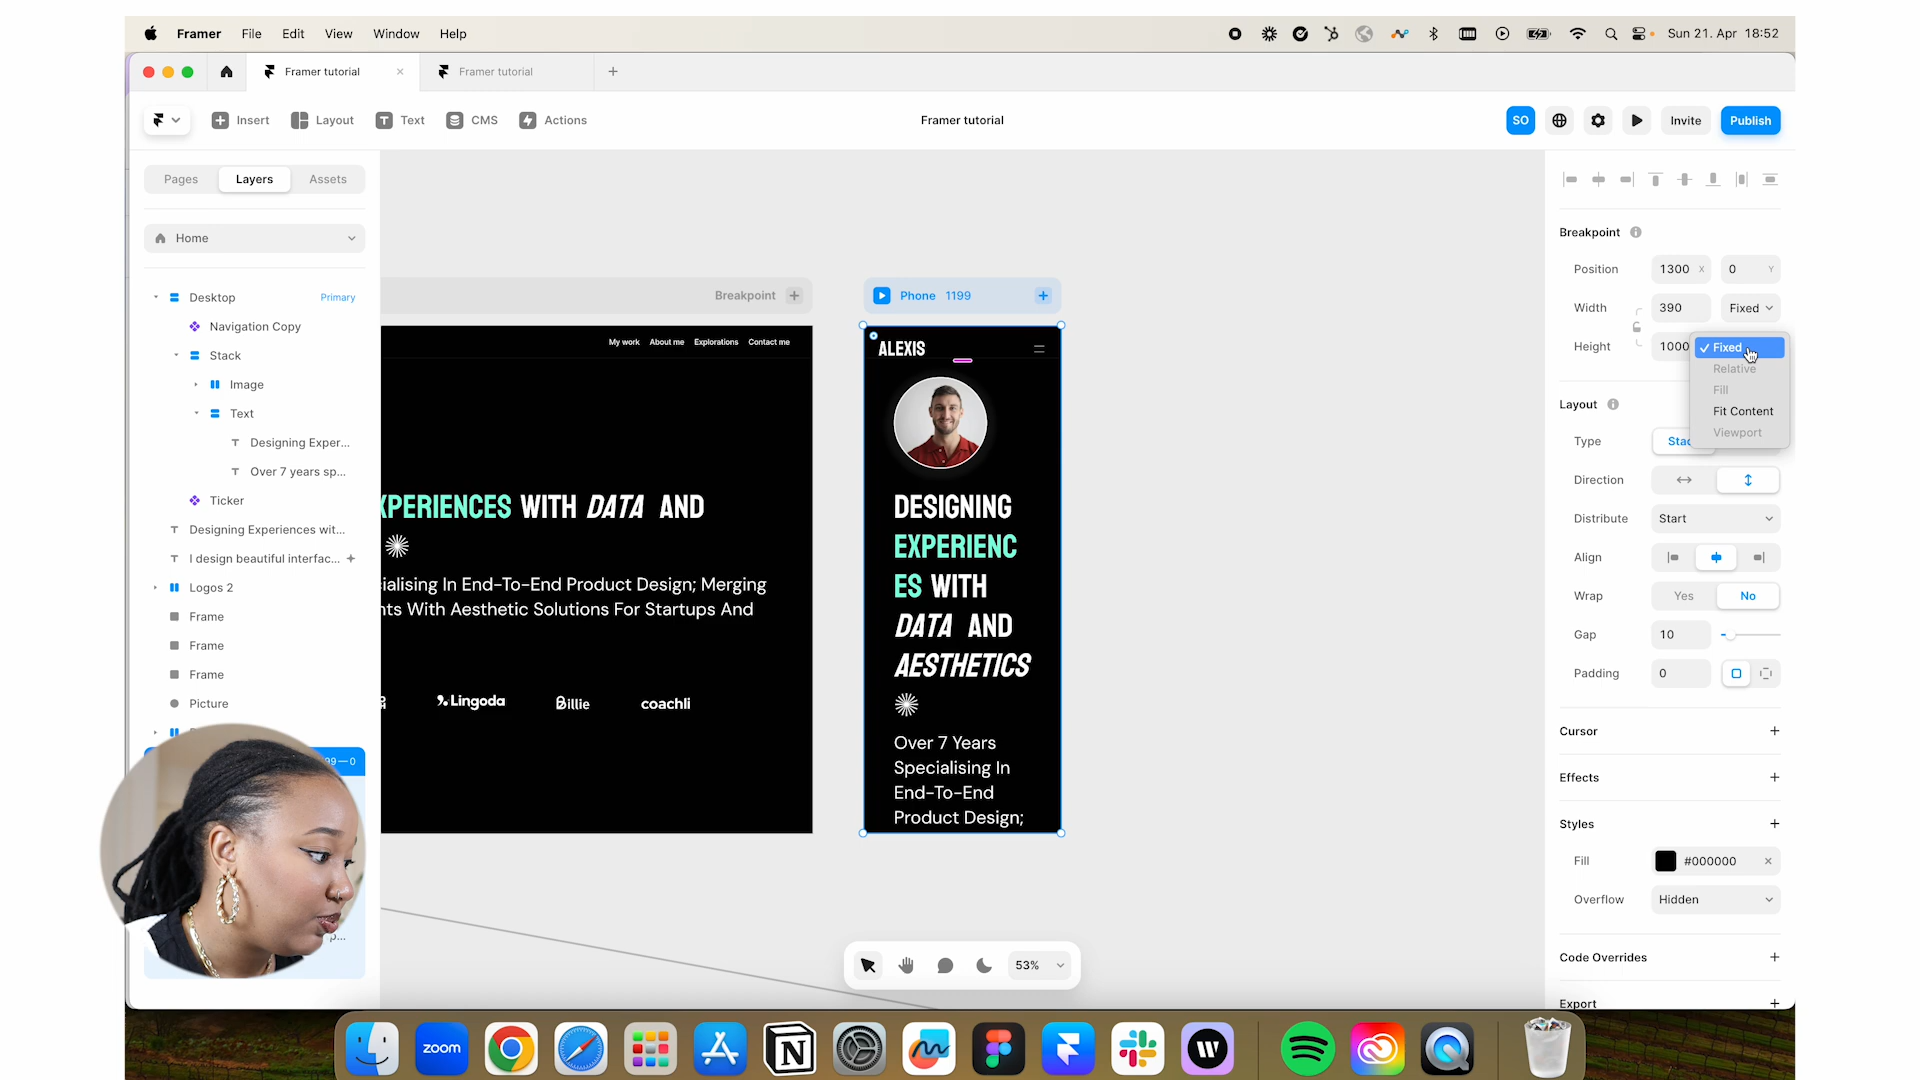 Framer File Edit View Window Help Sun 21. Apr 18:52
Framer tutorial Framer tutorial
Insert Layout Text CMS Actions Framer tutorial SO Invite Publish
Pages Layers Assets
Home
Desktop Primary
Navigation Copy
Stack
Image
Text
Designing Exper...
Over 7 years sp...
Ticker
Designing Experiences wit...
I design beautiful interfac...
Logos 2
Frame
Frame
Frame
Picture
99—0
p...
Breakpoint
My work About me Explorations Contact me
XPERIENCES WITH DATA AND
ialising In End-To-End Product Design; Merging
nts With Aesthetic Solutions For Startups And
Lingoda Billie coachli
Phone 1199
ALEXIS
DESIGNING
EXPERIENC
ES WITH
DATA AND
AESTHETICS
Over 7 Years
Specialising In
End-To-End
Product Design;
53%
Breakpoint
Position 1300 X 0 Y
Width 390 Fixed
Height 1000
Fixed
Relative
Fill
Fit Content
Viewport
Layout
Type Stac
Direction
Distribute Start
Align
Wrap Yes No
Gap 10
Padding 0
Cursor
Effects
Styles
Fill #000000
Overflow Hidden
Code Overrides
Export
zoom